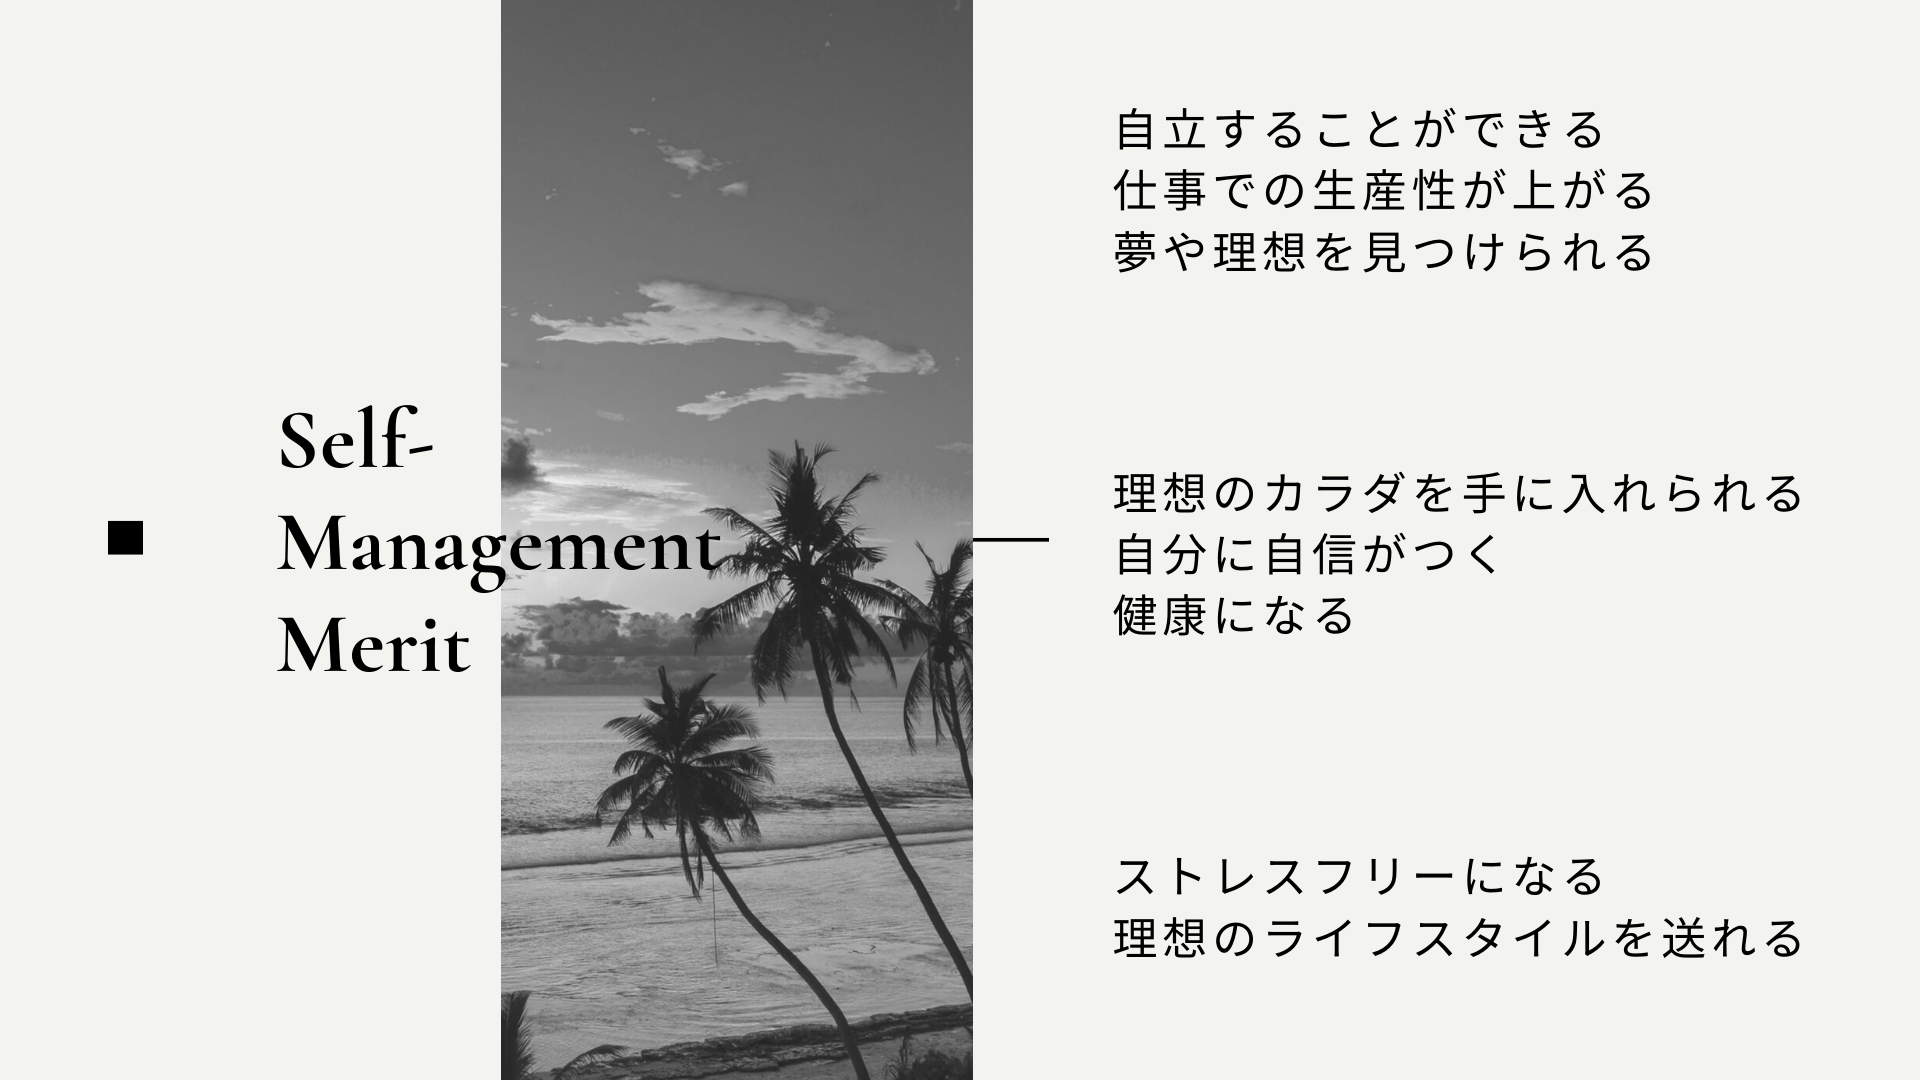 Self-
Management
Merit
自立することができる
仕事での生産性が上がる
夢や理想を見つけられる
理想のカラダを手に入れられる
自分に自信がつく
健康になる
ストレスフリーになる
理想のライフスタイルを送れる